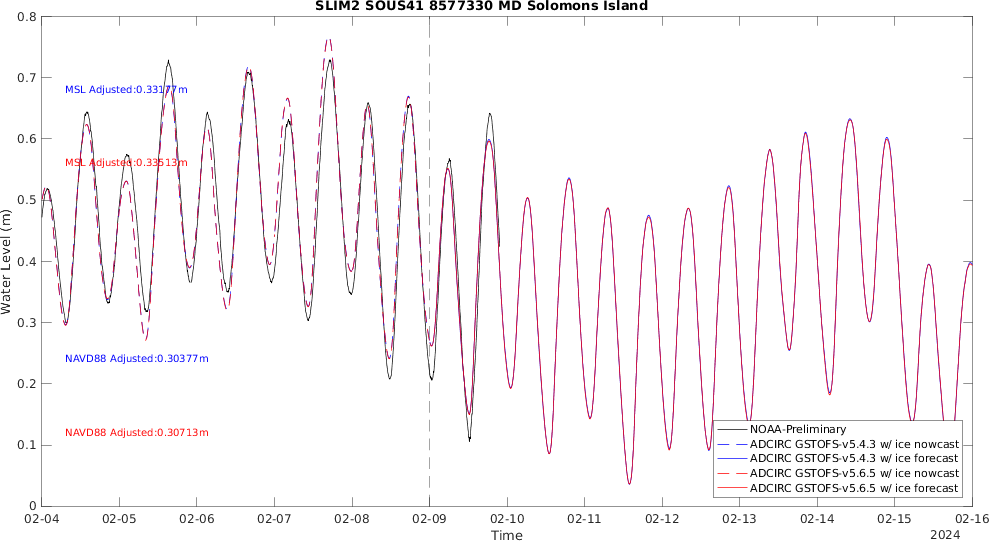 SLIM2 SOUS41 8577330 MD Solomons Island
Water Level (m)
0.8
0.7
0.6
0.5
0.4
0.3
0.2
0.1
0
MSL Adjusted:0.33177m
MSL Adjusted:0.33513m
NAVD88 Adjusted:0.30377m
NAVD88 Adjusted:0.30713m
NOAA-Preliminary
ADCIRC GSTOFS-v5.4.3 w/ ice nowcast
ADCIRC GSTOFS-v5.4.3 w/ ice forecast
ADCIRC GSTOFS-v5.6.5 w/ ice nowcast
ADCIRC GSTOFS-v5.6.5 w/ ice forecast
02-04 02-05 02-06 02-07 02-08 02-09 02-10 02-11 02-12 02-13 02-14 02-15 02-16
Time
2024